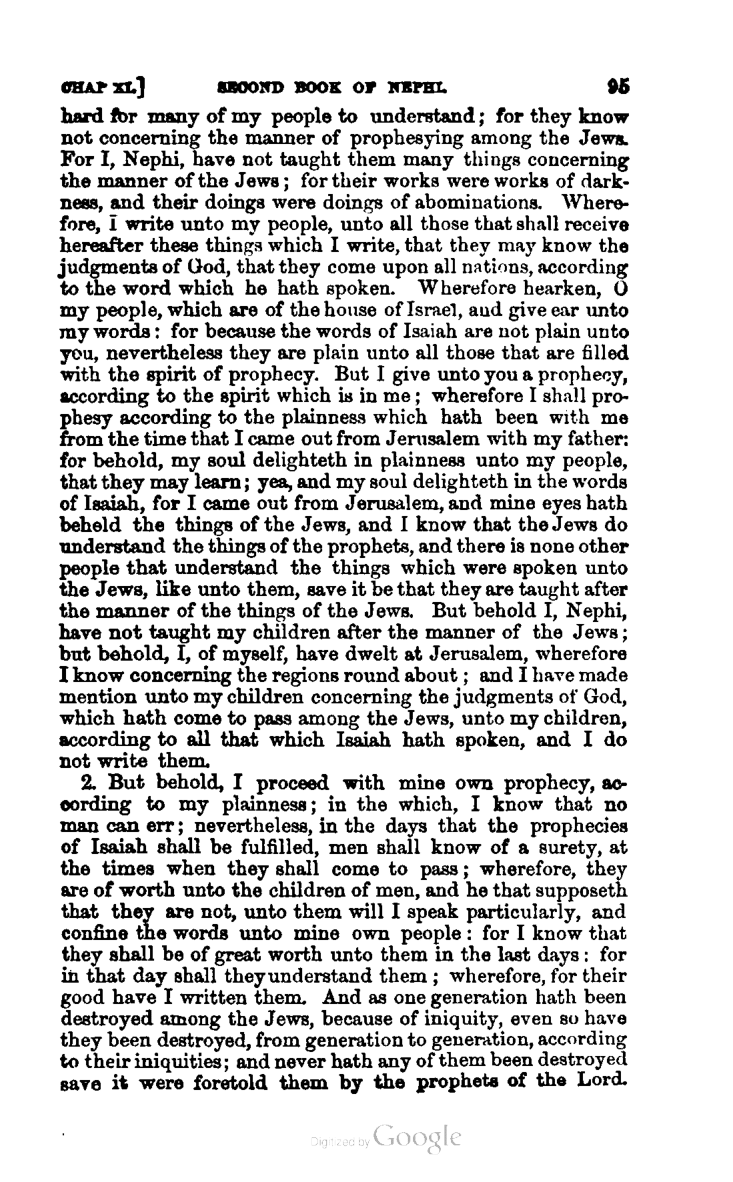 CHAP XI.] SECOND BOOK OF NEPHI. 95
hard for many of my people to understand; for they know
not concerning the manner of prophesying among the Jews.
For I, Nephi, have not taught them many things concerning
the manner of the Jews; for their works were works of dark-
ness, and their doings were doings of abominations. Where-
fore, I write unto my people, unto all those that shall receive
hereafter these things which I write, that they may know the
judgments of God, that they come upon all nations, according
to the word which he hath spoken. Wherefore hearken, O
my people, which are of the house of Israel, and give ear unto
my words: for because the words of Isaiah are not plain unto
you, nevertheless they are plain unto all those that are filled
with the spirit of prophecy. But I give unto you a prophecy,
according to the spirit which is in me; wherefore I shall pro-
phesy according to the plainness which hath been with me
from the time that I came out from Jerusalem with my father:
for behold, my soul delighteth in plainness unto my people,
that they may learn; yea, and my soul delighteth in the words
of Isaiah, for I came out from Jerusalem, and mine eyes hath
beheld the things of the Jews, and I know that the Jews do
understand the things of the prophets, and there is none other
people that understand the things which were spoken unto
the Jews, like unto them, save it be that they are taught after
the manner of the things of the Jews. But behold I, Nephi,
have not taught my children after the manner of the Jews;
but behold, I, of myself, have dwelt at Jerusalem, wherefore
I know concerning the regions round about; and I have made
mention unto my children concerning the judgments of God,
which hath come to pass among the Jews, unto my children,
according to all that which Isaiah hath spoken, and I do
not write them.
2. But behold, I proceed with mine own prophecy, ac-
cording to my plainness; in the which, I know that no
man can err; nevertheless, in the days that the prophecies
of Isaiah shall be fulfilled, men shall know of a surety, at
the times when they shall come to pass; wherefore, they
are of worth unto the children of men, and he that supposeth
that they are not, unto them will I speak particularly, and
confine the words unto mine own people: for I know that
they shall be of great worth unto them in the last days: for
in that day shall they understand them; wherefore, for their
good have I written them. And as one generation hath been
destroyed among the Jews, because of iniquity, even so have
they been destroyed, from generation to generation, according
to their iniquities; and never hath any of them been destroyed
save it were foretold them by the prophets of the Lord.
Digitized by Google